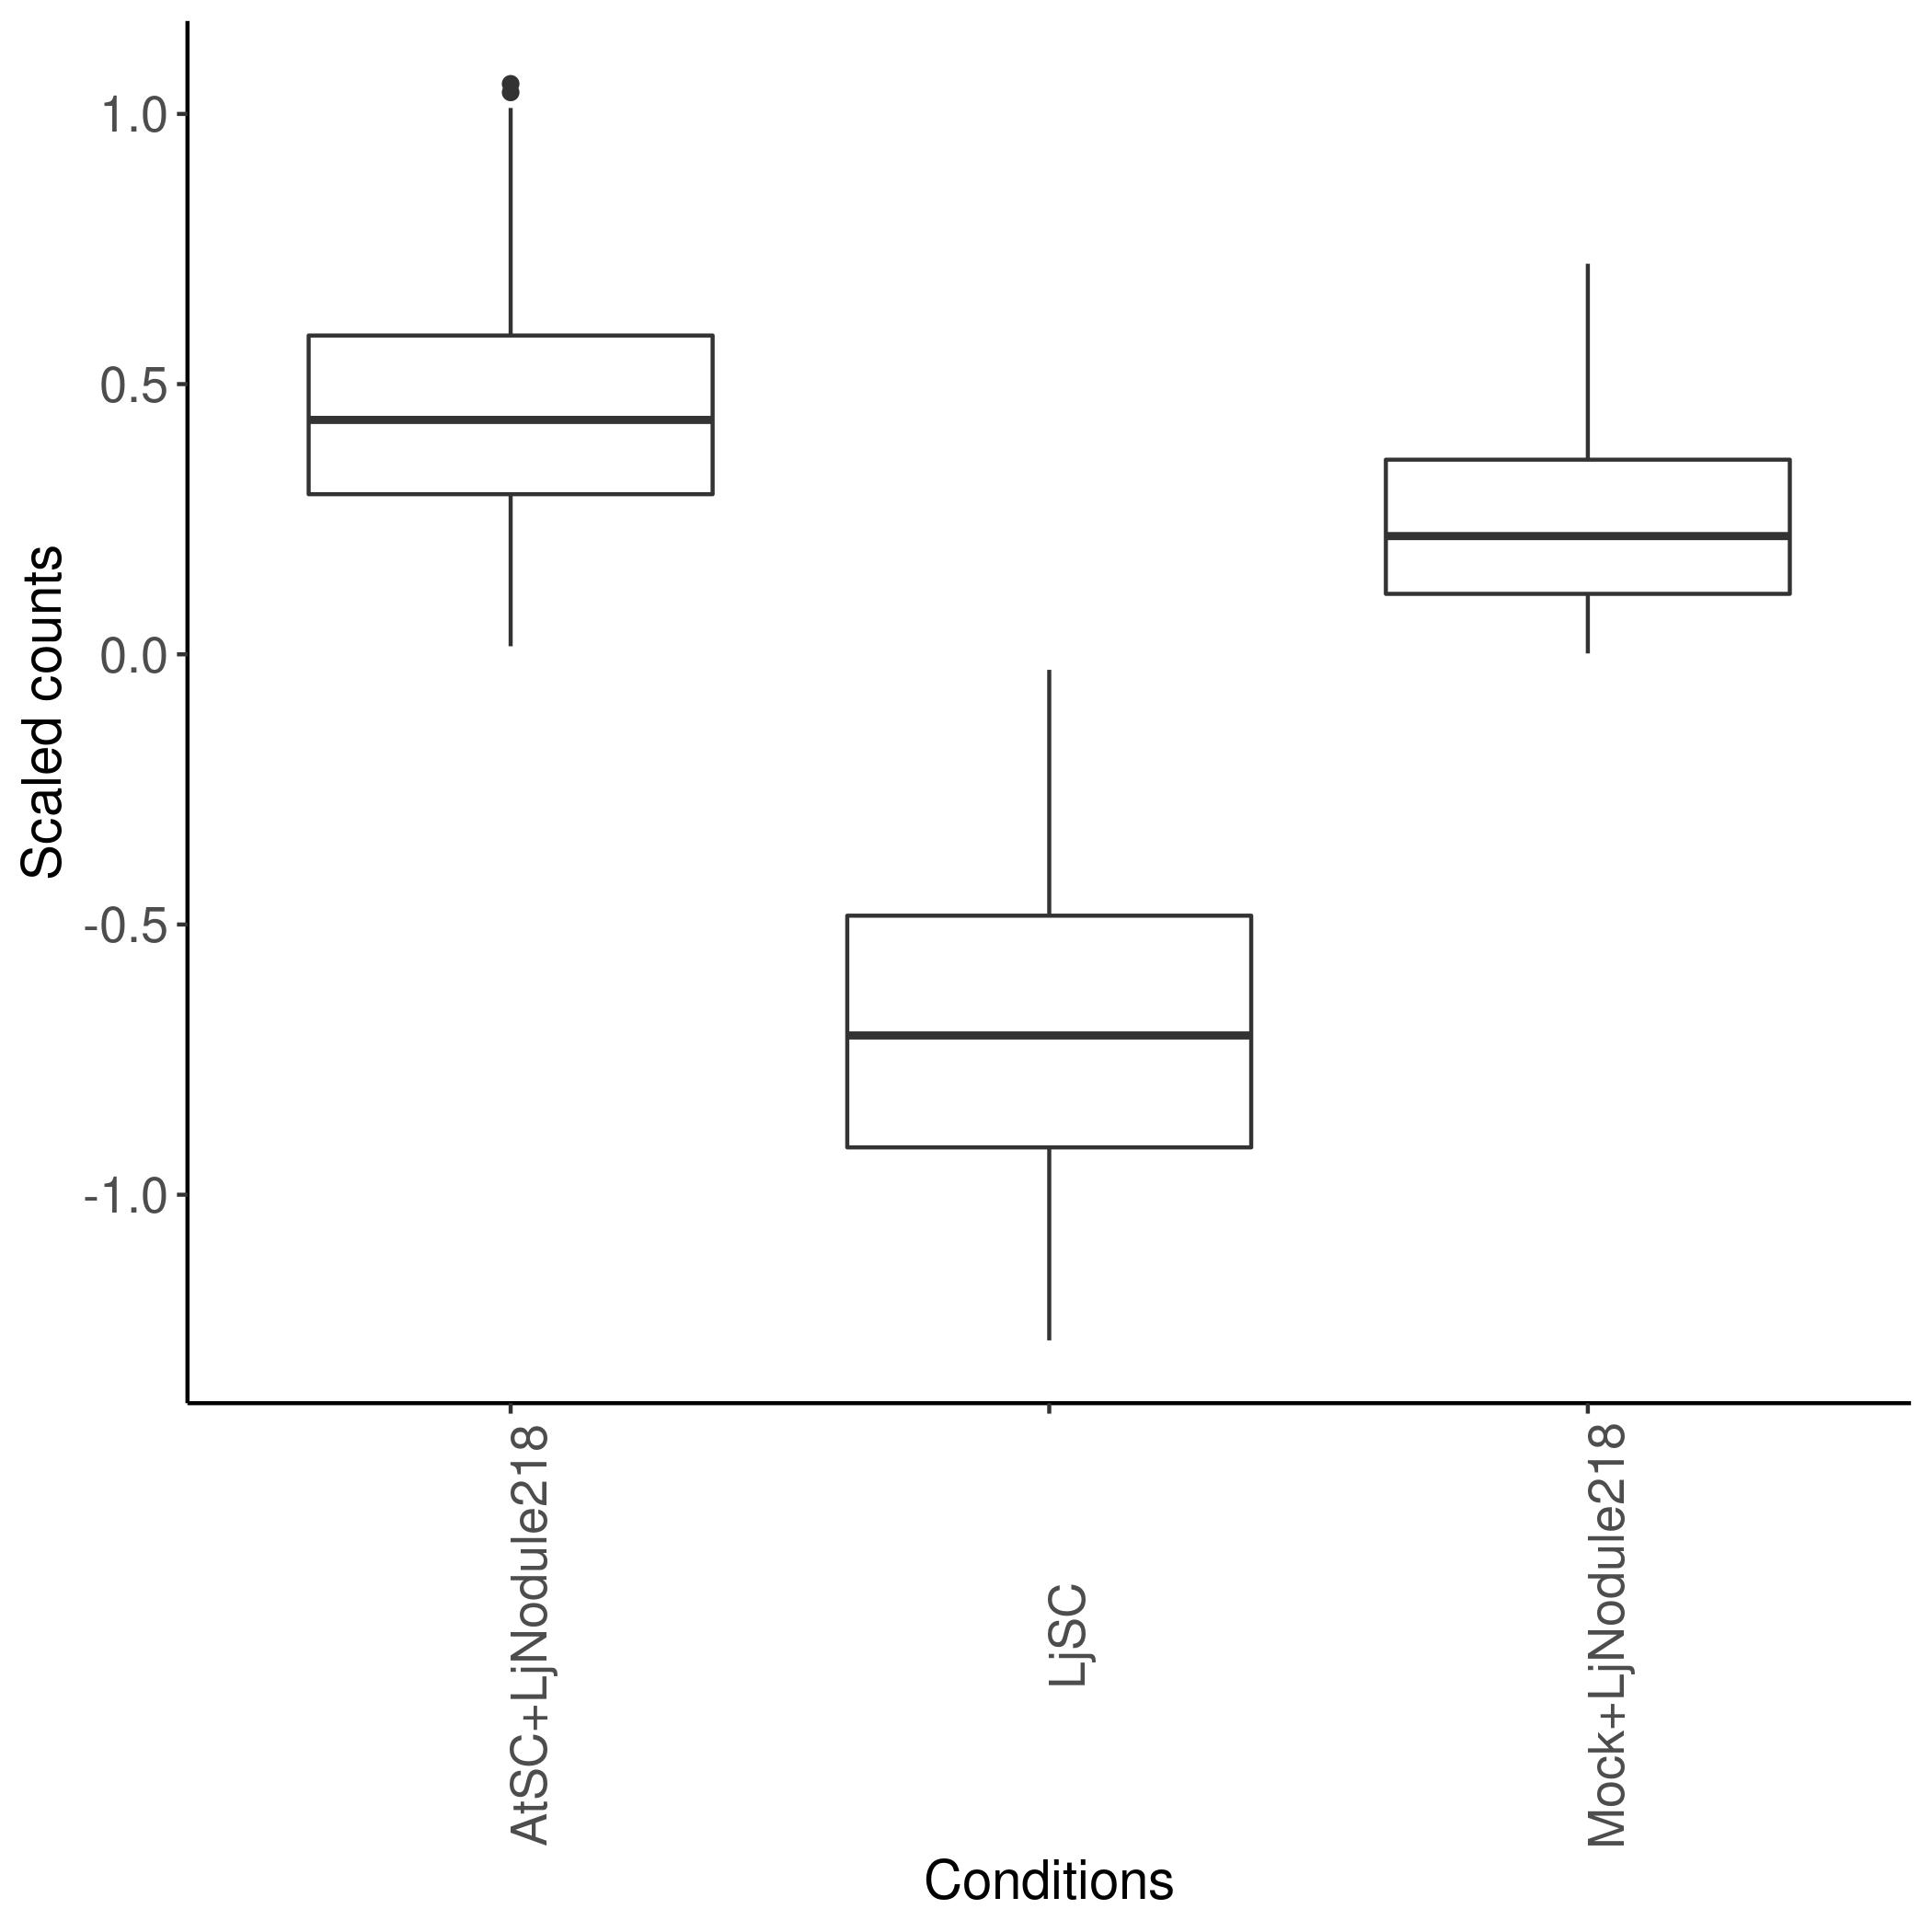 Scaled counts
1.0
0.5
0.0
-0.5
-1.0
AtSC+LjNodule218
LjSC
Mock+LjNodule218
Conditions